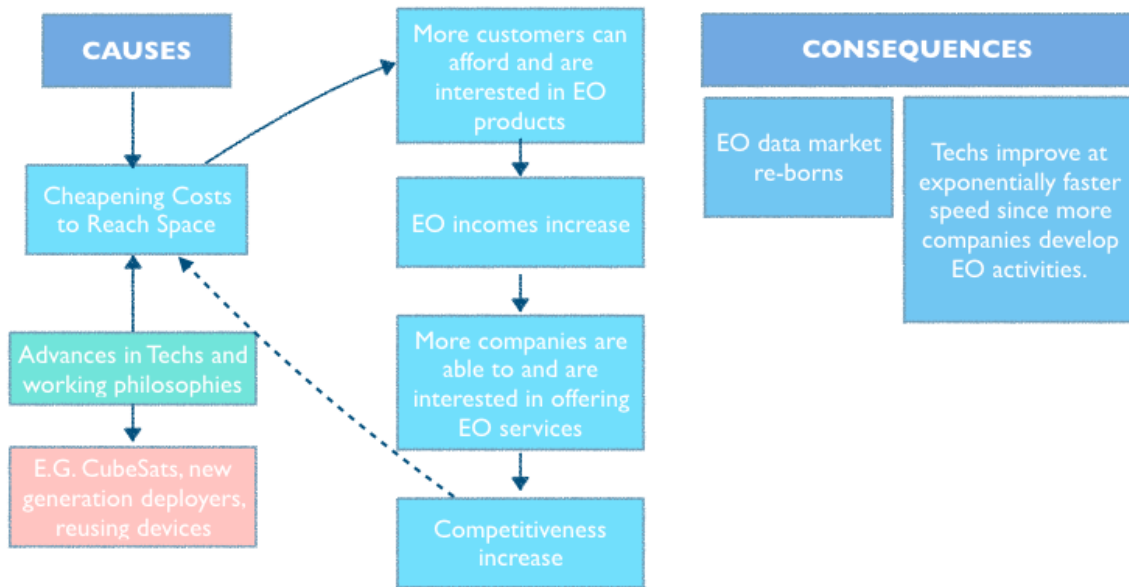 CAUSES
Cheapening Costs
to Reach Space
Advances in Techs and
working philosophies
E.G. CubeSats, new
generation deployers,
reusing devices
More customers can
afford and are
interested in EO
products
EO incomes increase
More companies are
able to and are
interested in offering
EO services
Competitiveness
increase
CONSEQUENCES
EO data market
re-borns
Techs improve at
exponentially faster
speed since more
companies develop
EO activities.